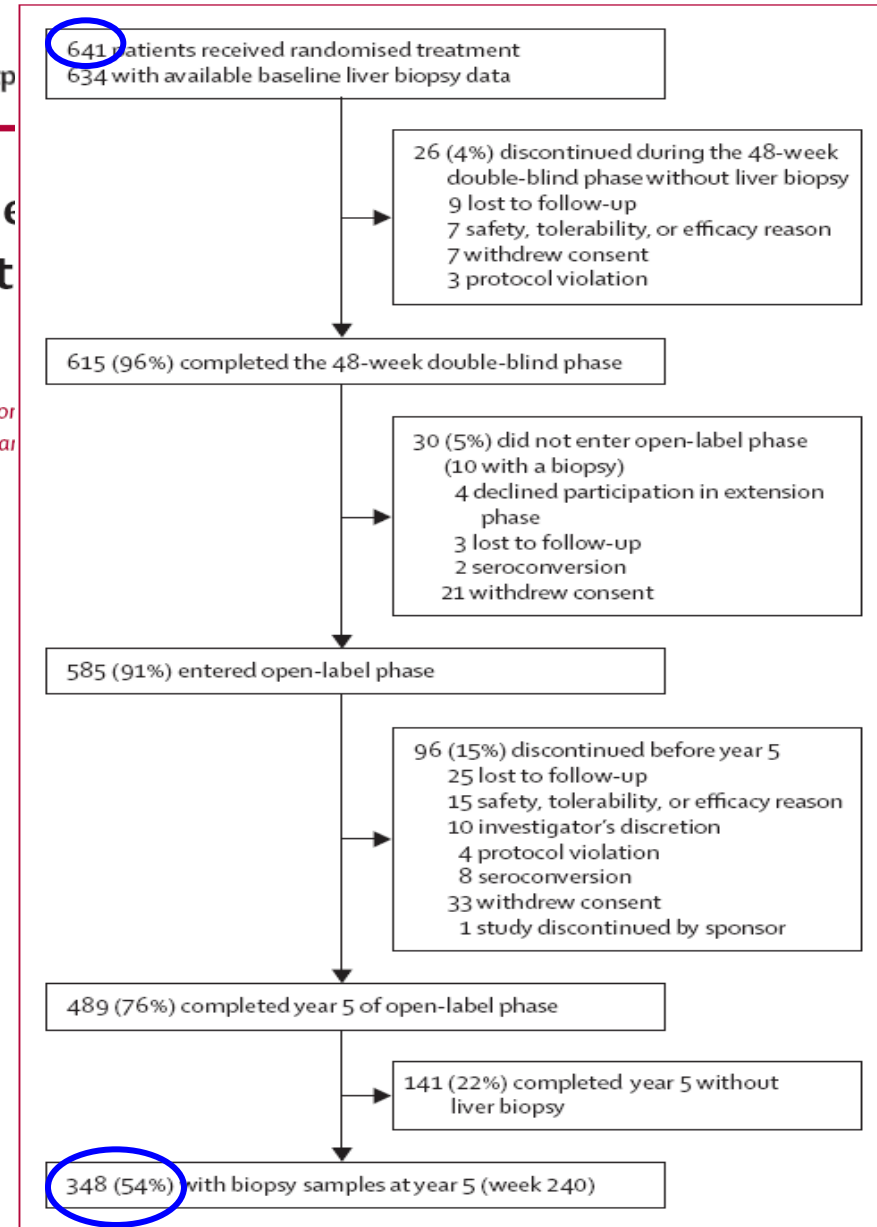 641 patients received randomised treatment
634 with available baseline liver biopsy data
26 (4%) discontinued during the 48-week
double-blind phase without liver biopsy
9 lost to follow-up
7 safety, tolerability, or efficacy reason
7 withdrew consent
3 protocol violation
615 (96%) completed the 48-week double-blind phase
30 (5%) did not enter open-label phase
(10 with a biopsy)
4 declined participation in extension
phase
3 lost to follow-up
2 seroconversion
21 withdrew consent
585 (91%) entered open-label phase
96 (15%) discontinued before year 5
25 lost to follow-up
15 safety, tolerability, or efficacy reason
10 investigator's discretion
4 protocol violation
8 seroconversion
33 withdrew consent
1 study discontinued by sponsor
489 (76%) completed year 5 of open-label phase
141 (22%) completed year 5 without
liver biopsy
348 (54%) with biopsy samples at year 5 (week 240)